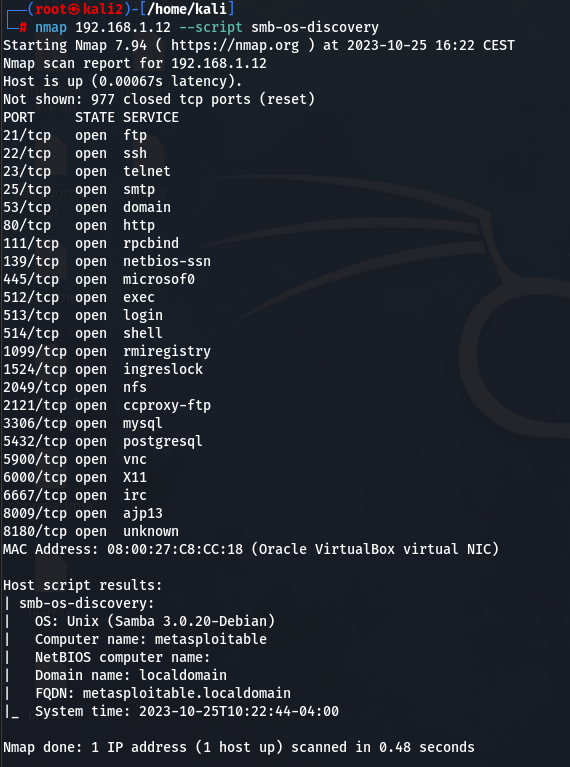 ┌──(root㉿kali2)-[/home/kali]
└─# nmap 192.168.1.12 --script smb-os-discovery
Starting Nmap 7.94 ( https://nmap.org ) at 2023-10-25 16:22 CEST
Nmap scan report for 192.168.1.12
Host is up (0.00067s latency).
Not shown: 977 closed tcp ports (reset)
PORT     STATE SERVICE
21/tcp   open  ftp
22/tcp   open  ssh
23/tcp   open  telnet
25/tcp   open  smtp
53/tcp   open  domain
80/tcp   open  http
111/tcp  open  rpcbind
139/tcp  open  netbios-ssn
445/tcp  open  microsof0
512/tcp  open  exec
513/tcp  open  login
514/tcp  open  shell
1099/tcp open  rmiregistry
1524/tcp open  ingreslock
2049/tcp open  nfs
2121/tcp open  ccproxy-ftp
3306/tcp open  mysql
5432/tcp open  postgresql
5900/tcp open  vnc
6000/tcp open  X11
6667/tcp open  irc
8009/tcp open  ajp13
8180/tcp open  unknown
MAC Address: 08:00:27:C8:CC:18 (Oracle VirtualBox virtual NIC)

Host script results:
| smb-os-discovery:
|   OS: Unix (Samba 3.0.20-Debian)
|   Computer name: metasploitable
|   NetBIOS computer name:
|   Domain name: localdomain
|   FQDN: metasploitable.localdomain
|_  System time: 2023-10-25T10:22:44-04:00

Nmap done: 1 IP address (1 host up) scanned in 0.48 seconds